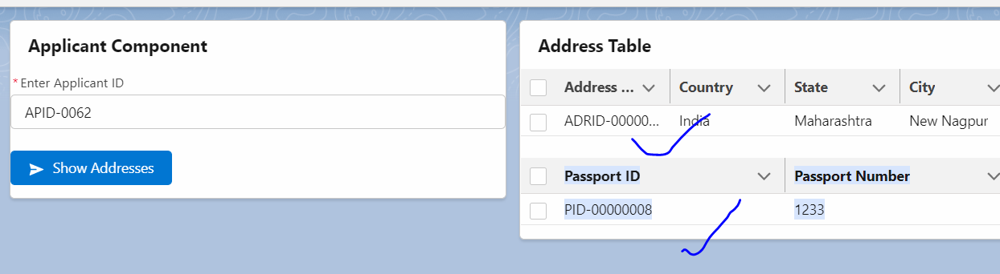 Applicant Component
*Enter Applicant ID
APID-0062
Show Addresses
Address Table
Address ... Country State City
ADRID-00000... India Maharashtra New Nagpur
Passport ID Passport Number
PID-00000008 1233